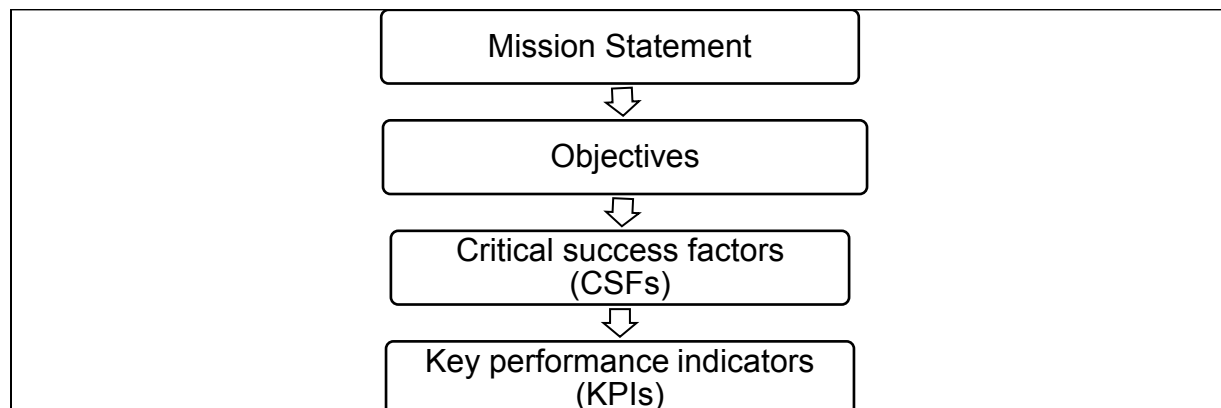 Mission Statement
Objectives
Critical success factors
(CSFs)
Key performance indicators
(KPIs)